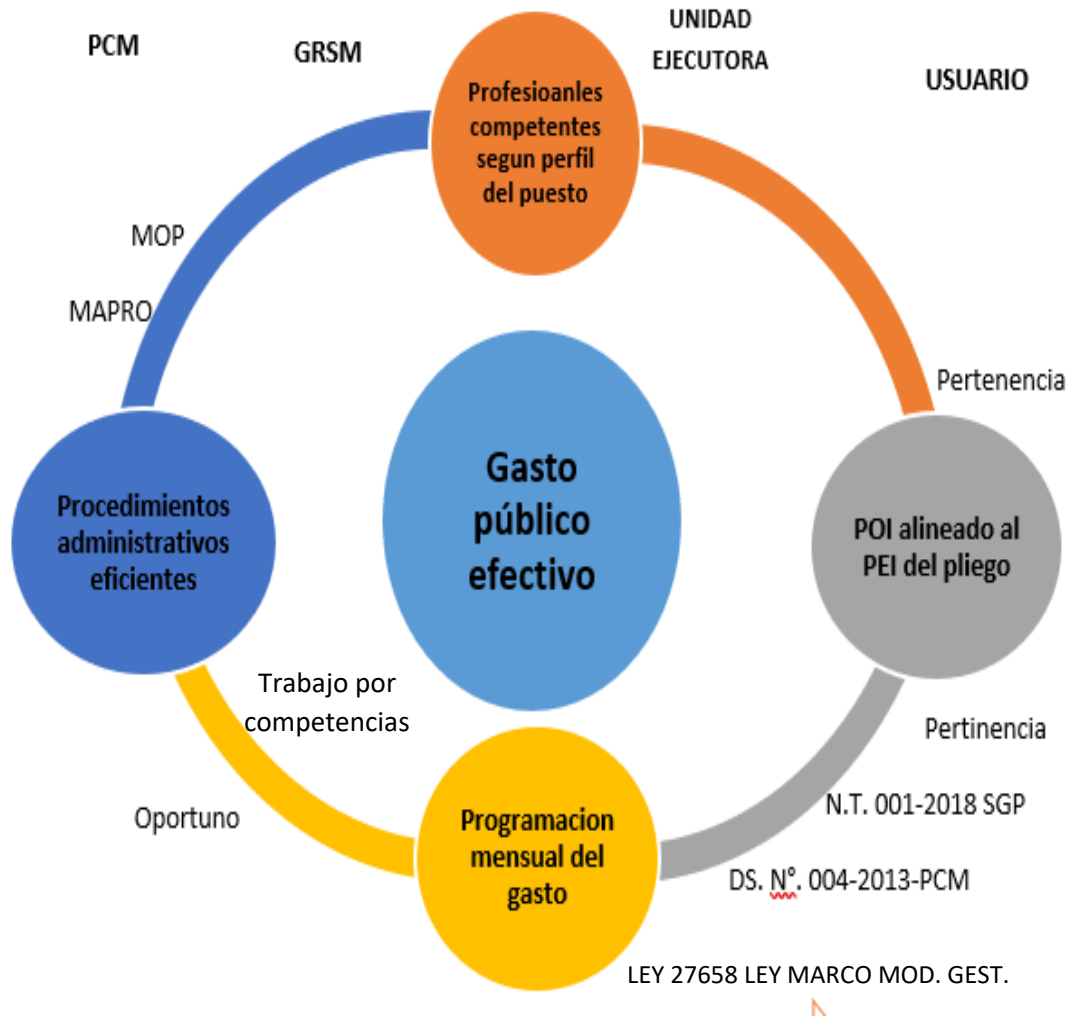 PCM
GRSM
UNIDAD
EJECUTORA
USUARIO
Profesioanles
competentes
segun perfil
del puesto
MOP
MAPRO
Pertenencia
Gasto
público
efectivo
Procedimientos
administrativos
eficientes
POI alineado al
PEI del pliego
Trabajo por
competencias
Pertinencia
Oportuno
N.T. 001-2018 SGP
Programacion
mensual del
gasto
DS. N°. 004-2013-PCM
LEY 27658 LEY MARCO MOD. GEST.